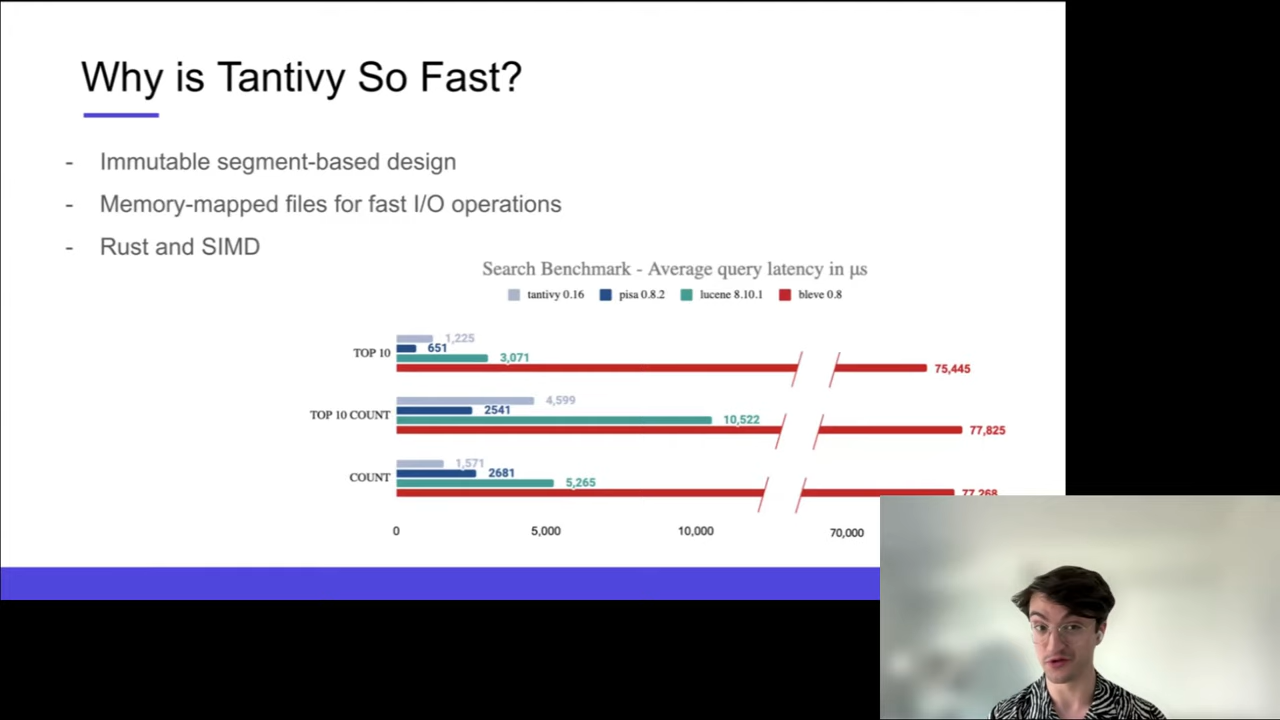 Why is Tantivy So Fast?
- Immutable segment-based design
- Memory-mapped files for fast I/O operations
- Rust and SIMD
Search Benchmark - Average query latency in µs
tantivy 0.16 pisa 0.8.2 lucene 8.10.1 bleve 0.8
TOP 10
1,225
651
3,071
75,445
TOP 10 COUNT
4,599
2541
10,522
77,825
COUNT
1,571
2681
5,265
77,268
0 5,000 10,000 70,000